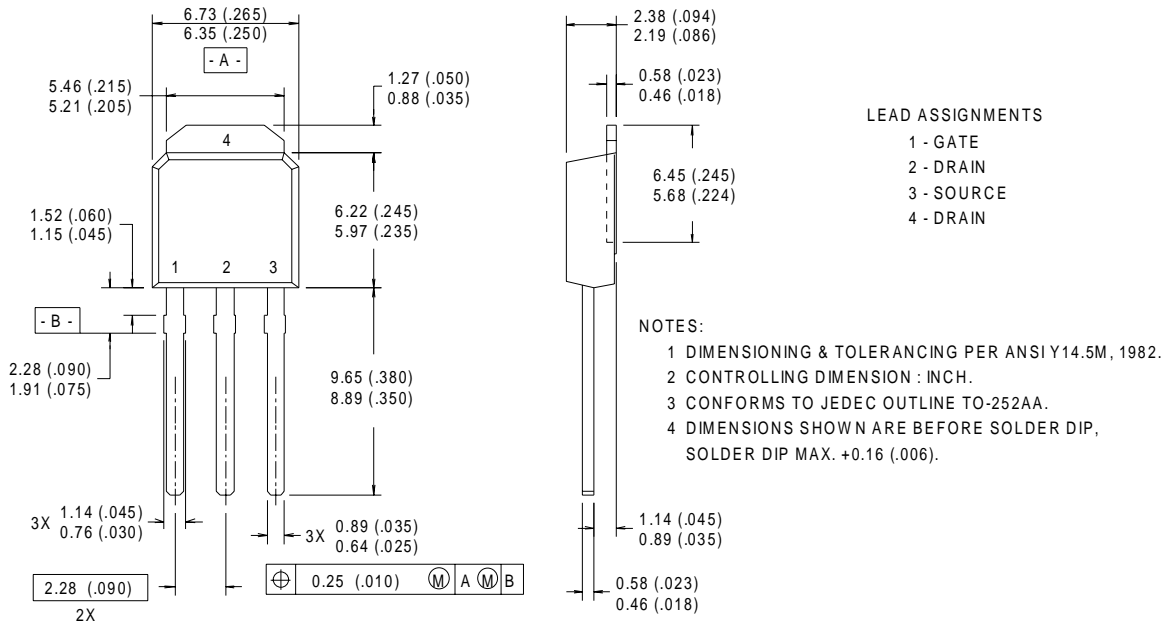 6.73 (.265)
6.35 (.250)
- A -
5.46 (.215)
5.21 (.205)
1.27 (.050)
0.88 (.035)
4
1.52 (.060)
1.15 (.045)
6.22 (.245)
5.97 (.235)
1 2 3
- B -
2.28 (.090)
1.91 (.075)
9.65 (.380)
8.89 (.350)
3X 1.14 (.045)
0.76 (.030)
3X 0.89 (.035)
0.64 (.025)
2.28 (.090)
2X
⌖ 0.25 (.010) Ⓜ A Ⓜ B
2.38 (.094)
2.19 (.086)
0.58 (.023)
0.46 (.018)
6.45 (.245)
5.68 (.224)
1.14 (.045)
0.89 (.035)
0.58 (.023)
0.46 (.018)
LEAD ASSIGNMENTS
1 - GATE
2 - DRAIN
3 - SOURCE
4 - DRAIN
NOTES:
1 DIMENSIONING & TOLERANCING PER ANSI Y14.5M, 1982.
2 CONTROLLING DIMENSION : INCH.
3 CONFORMS TO JEDEC OUTLINE TO-252AA.
4 DIMENSIONS SHOWN ARE BEFORE SOLDER DIP,
SOLDER DIP MAX. +0.16 (.006).